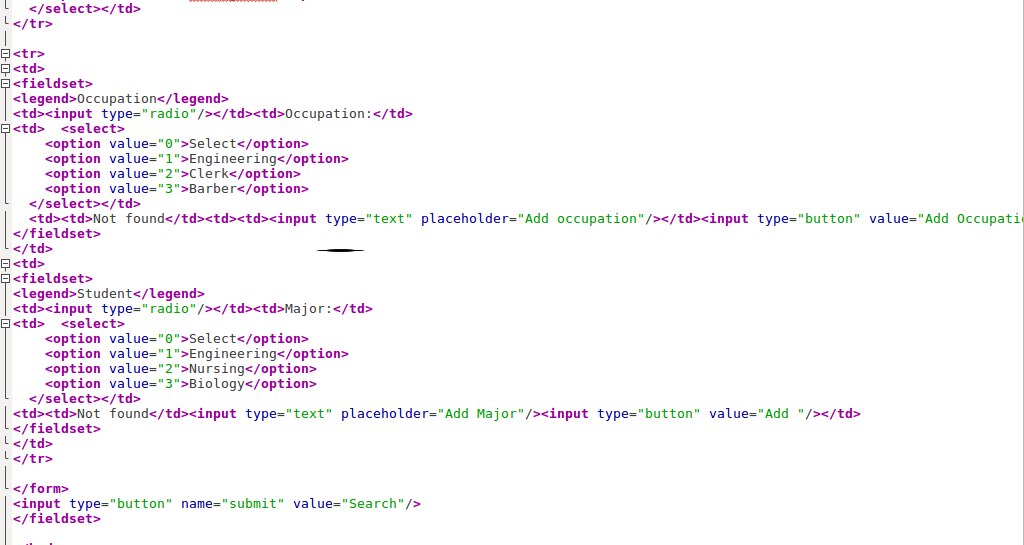 </select></td>
</tr>
<tr>
<td>
<fieldset>
<legend>Occupation</legend>
<td><input type="radio"/></td><td>Occupation:</td>
<td>  <select>
    <option value="0">Select</option>
    <option value="1">Engineering</option>
    <option value="2">Clerk</option>
    <option value="3">Barber</option>
  </select></td>
  <td><td>Not found</td><td><td><input type="text" placeholder="Add occupation"/></td><td><input type="button" value="Add Occupatio
</fieldset>
</td>
<td>
<fieldset>
<legend>Student</legend>
<td><input type="radio"/></td><td>Major:</td>
<td>  <select>
    <option value="0">Select</option>
    <option value="1">Engineering</option>
    <option value="2">Nursing</option>
    <option value="3">Biology</option>
  </select></td>
<td><td>Not found</td><input type="text" placeholder="Add Major"/><input type="button" value="Add "/></td>
</fieldset>
</td>
</tr>
</form>
<input type="button" name="submit" value="Search"/>
</fieldset>